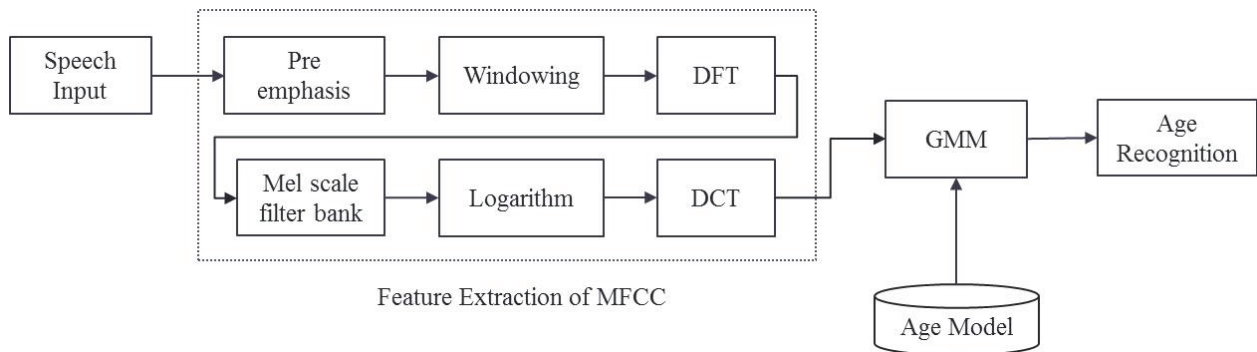 Speech
Input
Pre
emphasis
Windowing
DFT
Mel scale
filter bank
Logarithm
DCT
GMM
Age
Recognition
Feature Extraction of MFCC
Age Model